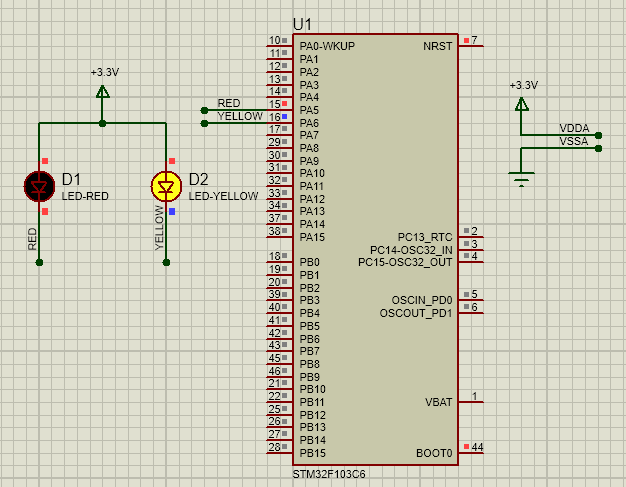 U1
10 PA0-WKUP NRST 7
11 PA1
12 PA2
13 PA3
14 PA4
RED 15 PA5
YELLOW 16 PA6
17 PA7
29 PA8
30 PA9
31 PA10
32 PA11
33 PA12
34 PA13
37 PA14
38 PA15 PC13_RTC 2
PC14-OSC32_IN 3
18 PB0 PC15-OSC32_OUT 4
19 PB1
20 PB2
39 PB3 OSCIN_PD0 5
40 PB4 OSCOUT_PD1 6
41 PB5
42 PB6
43 PB7
45 PB8
46 PB9
21 PB10
22 PB11 VBAT 1
25 PB12
26 PB13
27 PB14
28 PB15 BOOT0 44
STM32F103C6
+3.3V
D1
LED-RED
RED
D2
LED-YELLOW
YELLOW
+3.3V
VDDA
VSSA